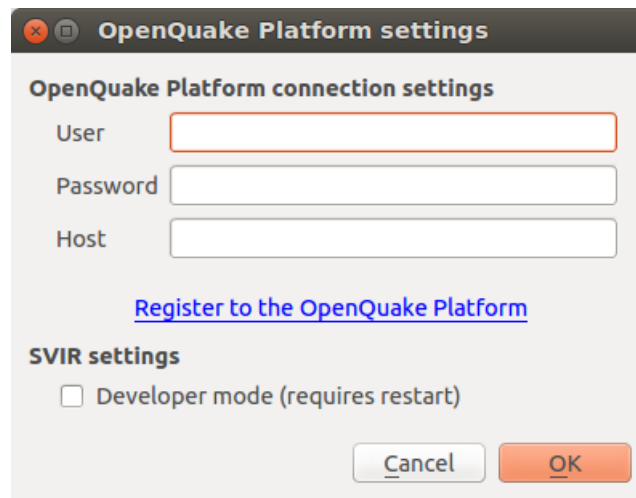 OpenQuake Platform settings
OpenQuake Platform connection settings
User
Password
Host
Register to the OpenQuake Platform
SVIR settings
Developer mode (requires restart)
Cancel OK